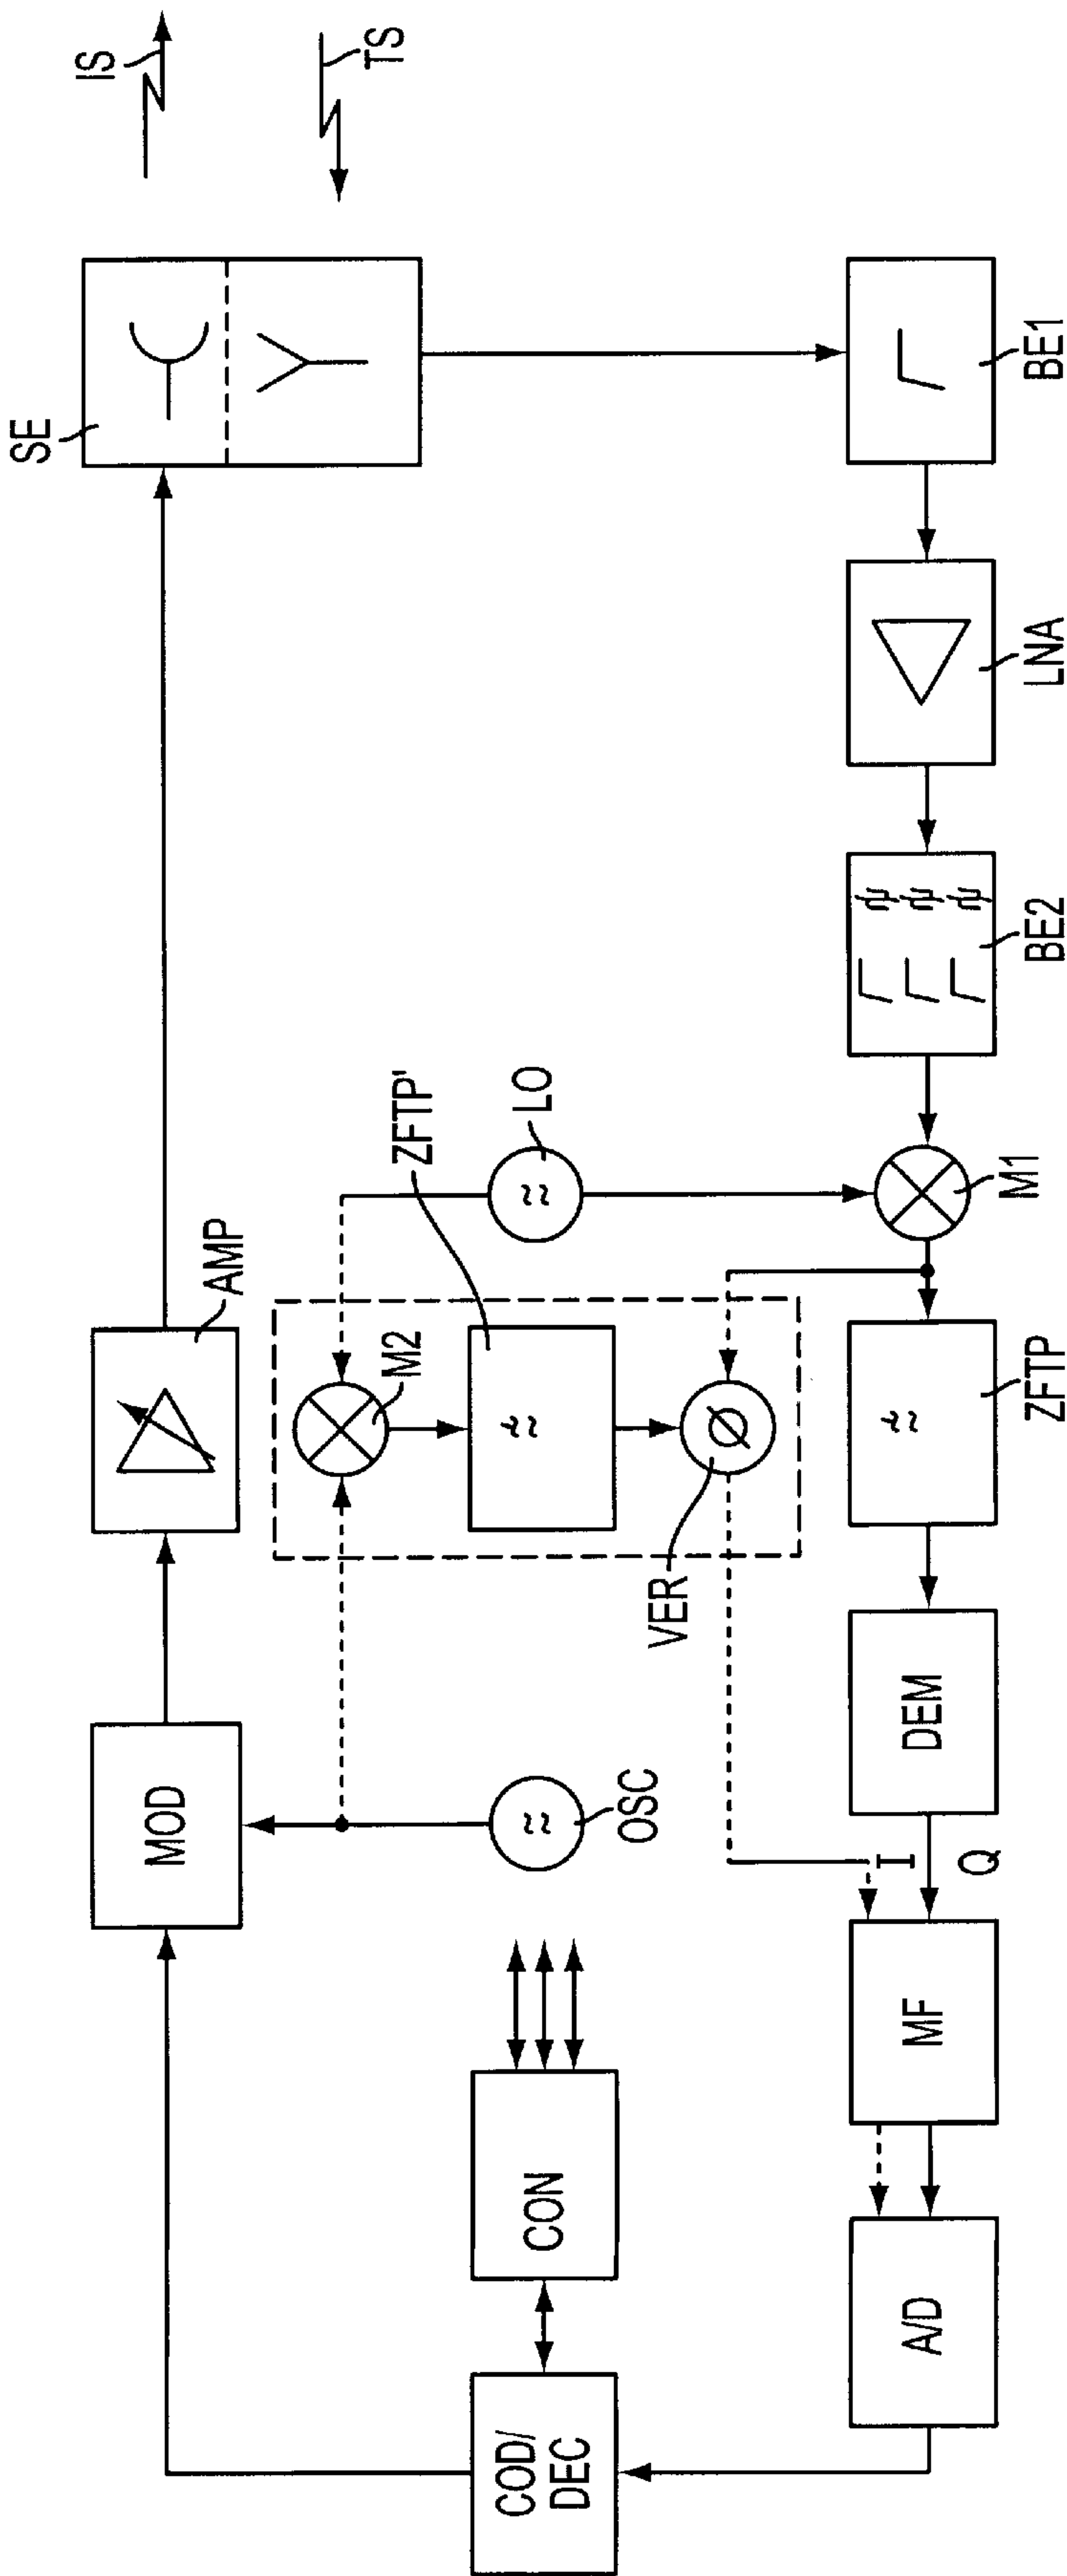 IS
TS
SE
AMP
MOD
M2
ZFTP'
LO
OSC
VER
CON
COD/
DEC
A/D
MF
I
Q
DEM
ZFTP
M1
BE2
LNA
BE1